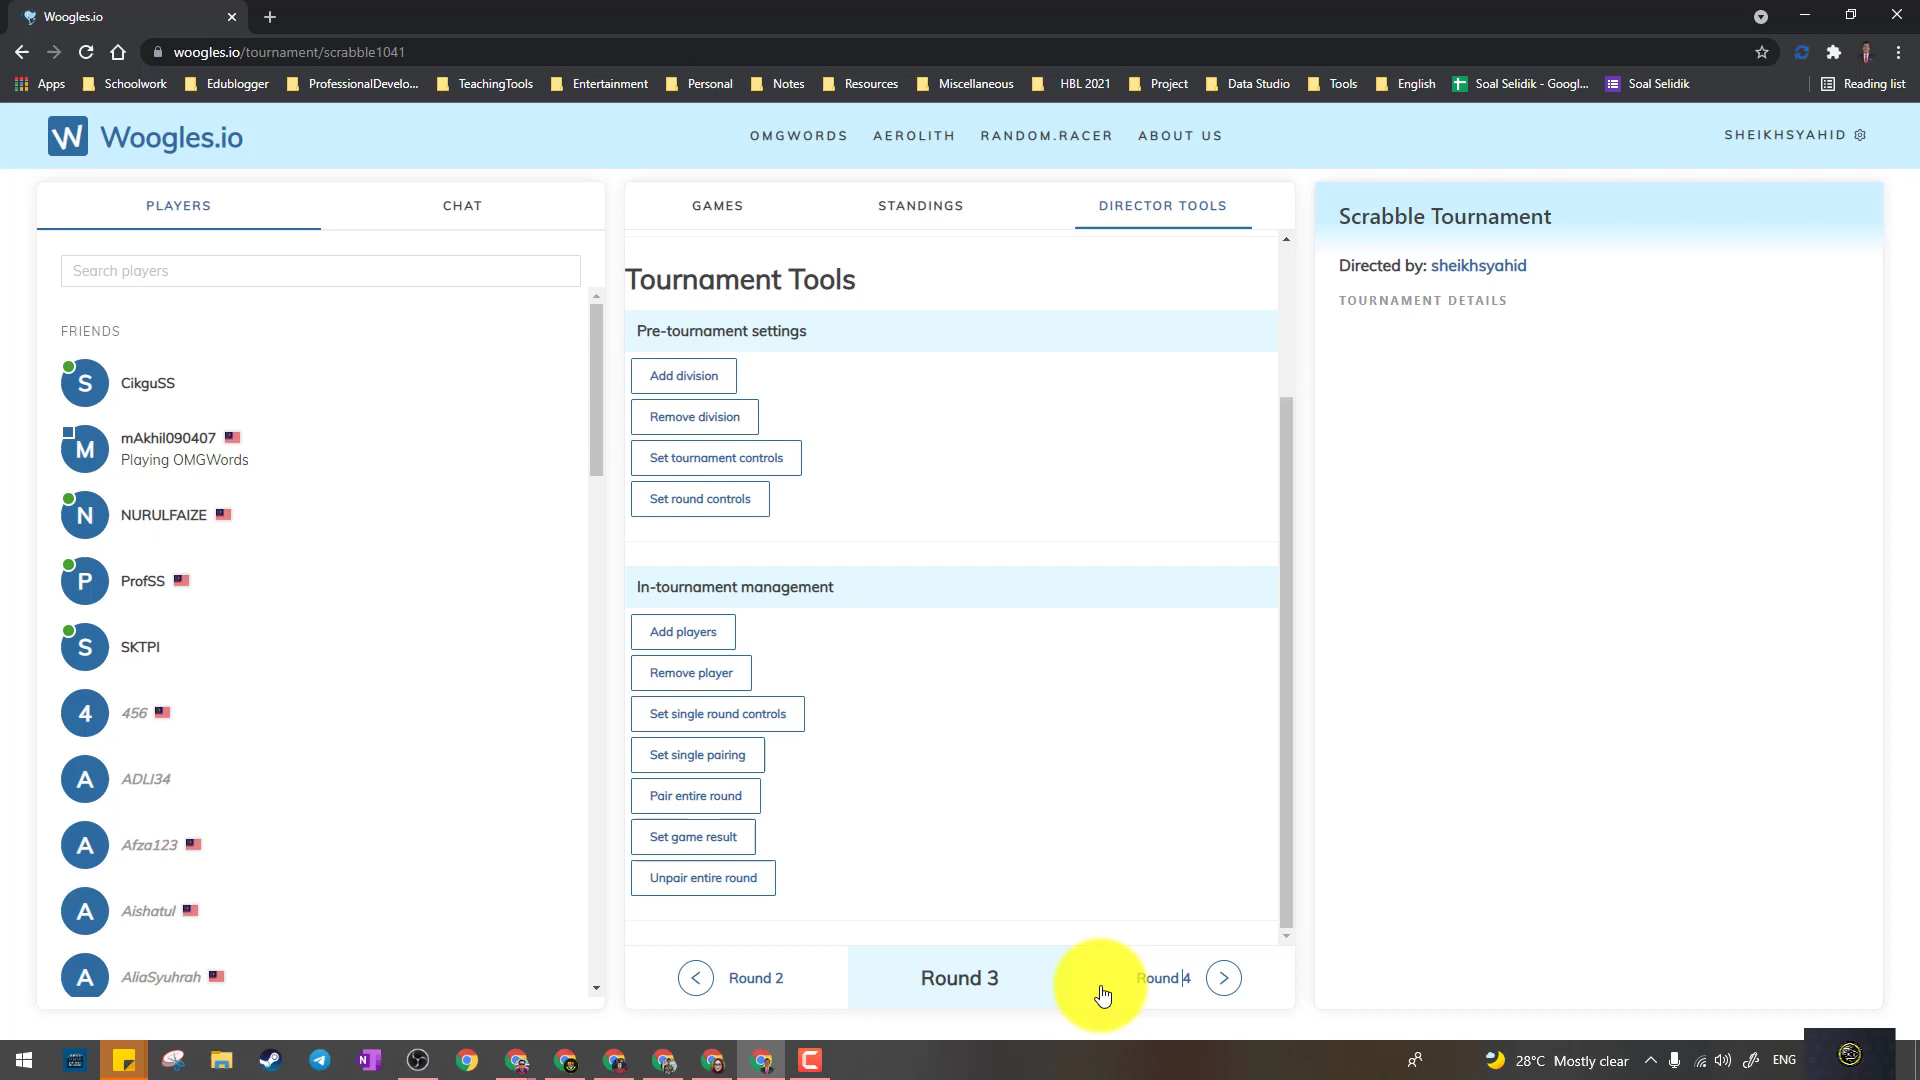 Woogles.io
woogles.io/tournament/scrabble1041
Apps Schoolwork Edublogger ProfessionalDevelo... TeachingTools Entertainment Personal Notes Resources Miscellaneous HBL 2021 Project Data Studio Tools English Soal Selidik - Googl... Soal Selidik Reading list
W Woogles.io
OMGWORDS AEROLITH RANDOM.RACER ABOUT US
SHEIKHSYAHID
PLAYERS CHAT
Search players
FRIENDS
S CikguSS
M mAkhil090407
Playing OMGWords
N NURULFAIZE
P ProfSS
S SKTPI
4 456
A ADLI34
A Afza123
A Aishatul
A AliaSyuhrah
GAMES STANDINGS DIRECTOR TOOLS
Tournament Tools
Pre-tournament settings
Add division
Remove division
Set tournament controls
Set round controls
In-tournament management
Add players
Remove player
Set single round controls
Set single pairing
Pair entire round
Set game result
Unpair entire round
Round 2 Round 3 Round 4
Scrabble Tournament
Directed by: sheikhsyahid
TOURNAMENT DETAILS
28°C Mostly clear ENG